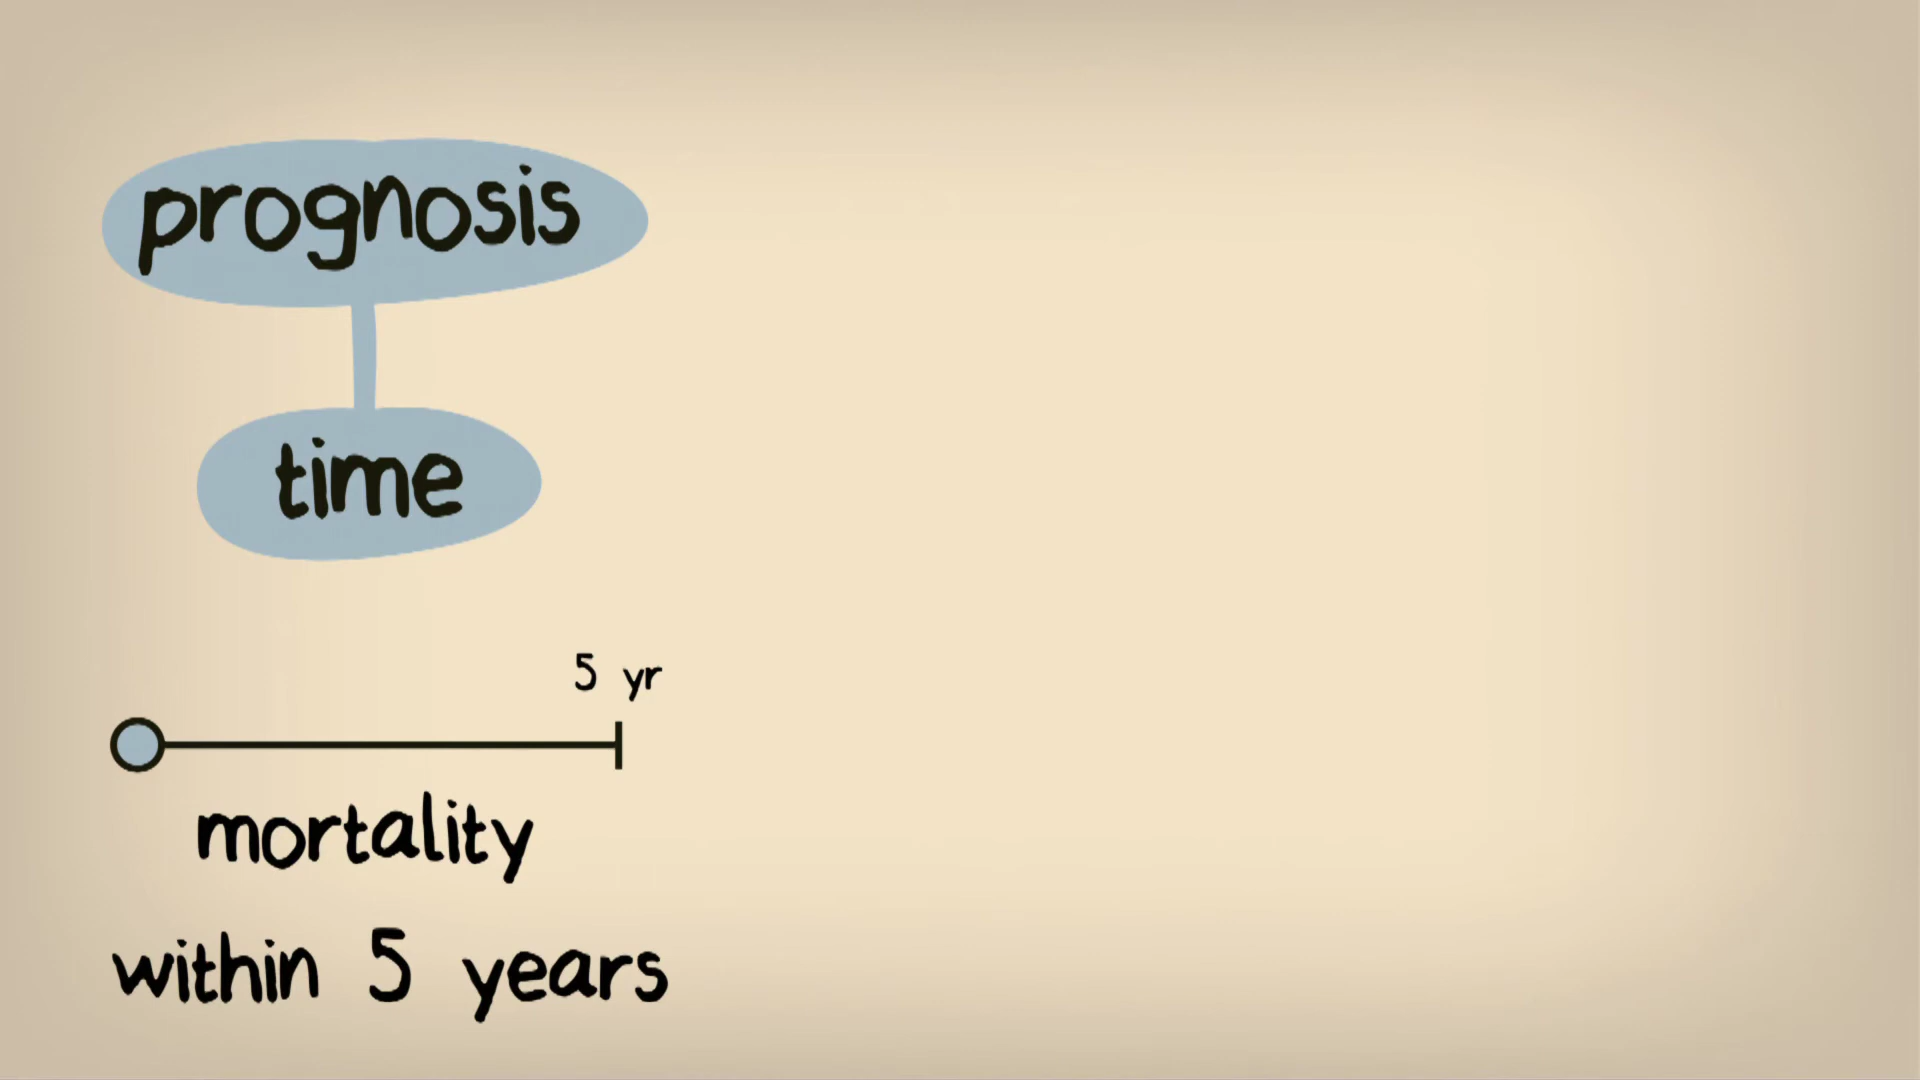 prognosis
time
5 yr
mortality
within 5 years